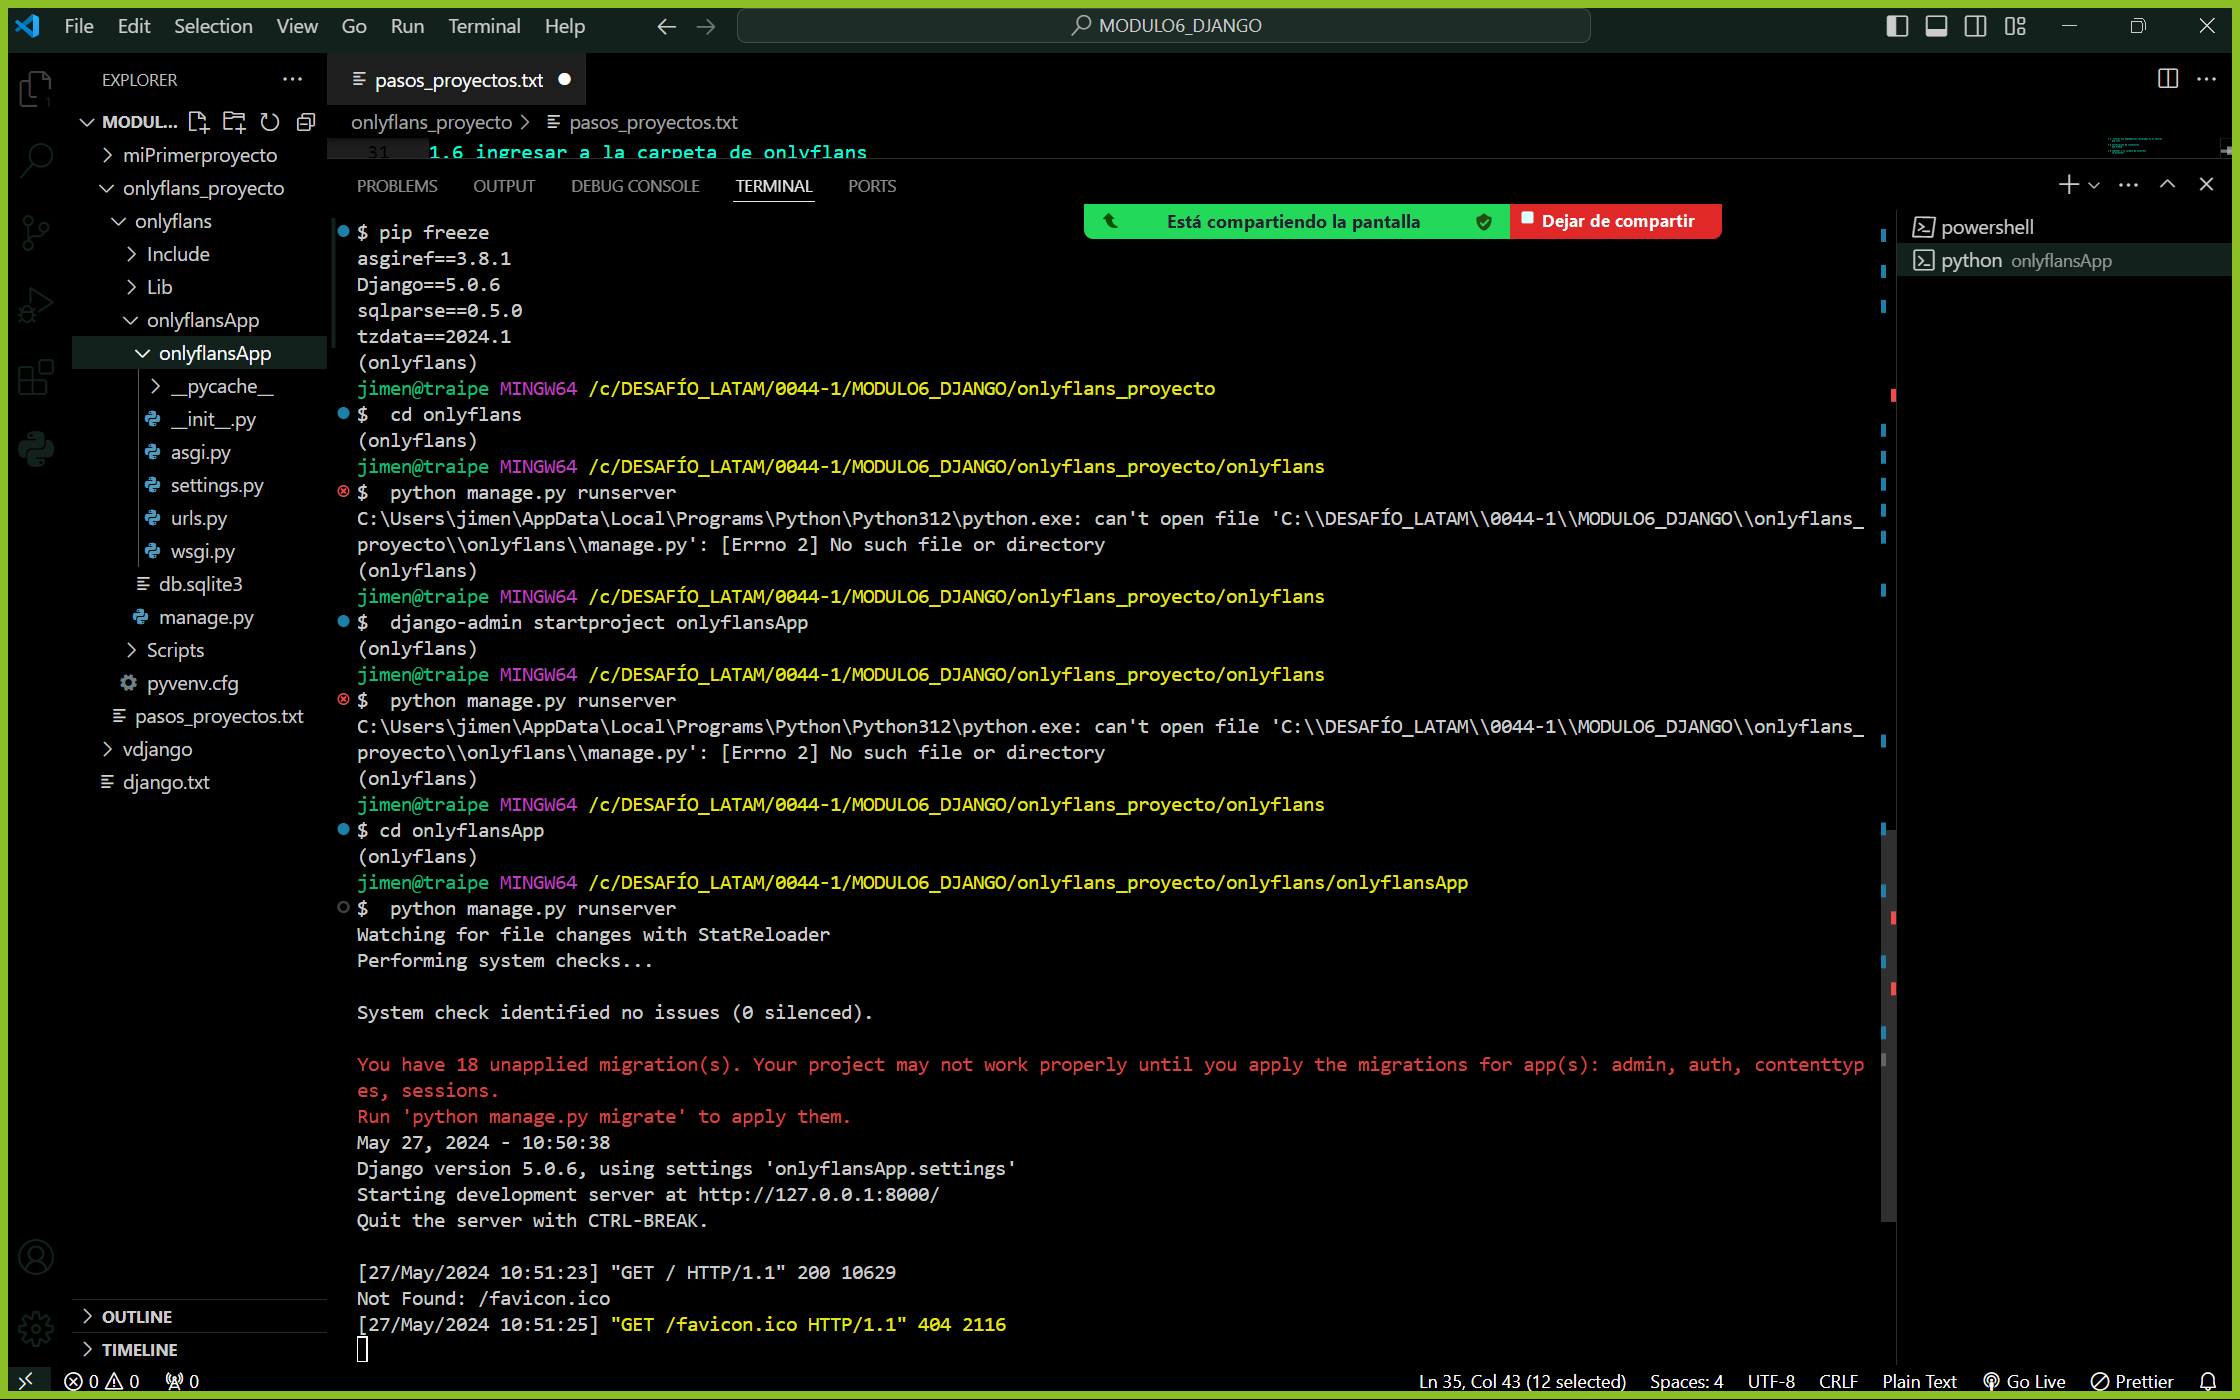 File Edit Selection View Go Run Terminal Help
MODULO6_DJANGO
EXPLORER
MODUL...
miPrimerproyecto
onlyflans_proyecto
onlyflans
Include
Lib
onlyflansApp
onlyflansApp
__pycache__
__init__.py
asgi.py
settings.py
urls.py
wsgi.py
db.sqlite3
manage.py
Scripts
pyvenv.cfg
pasos_proyectos.txt
vdjango
django.txt
OUTLINE
TIMELINE
pasos_proyectos.txt
onlyflans_proyecto > pasos_proyectos.txt
31 1.6 ingresar a la carpeta de onlyflans
PROBLEMS OUTPUT DEBUG CONSOLE TERMINAL PORTS
Está compartiendo la pantalla Dejar de compartir
powershell
python onlyflansApp
$ pip freeze
asgiref==3.8.1
Django==5.0.6
sqlparse==0.5.0
tzdata==2024.1
(onlyflans)
jimen@traipe MINGW64 /c/DESAFÍO_LATAM/0044-1/MODULO6_DJANGO/onlyflans_proyecto
$ cd onlyflans
(onlyflans)
jimen@traipe MINGW64 /c/DESAFÍO_LATAM/0044-1/MODULO6_DJANGO/onlyflans_proyecto/onlyflans
$ python manage.py runserver
C:\Users\jimen\AppData\Local\Programs\Python\Python312\python.exe: can't open file 'C:\\DESAFÍO_LATAM\\0044-1\\MODULO6_DJANGO\\onlyflans_
proyecto\\onlyflans\\manage.py': [Errno 2] No such file or directory
(onlyflans)
jimen@traipe MINGW64 /c/DESAFÍO_LATAM/0044-1/MODULO6_DJANGO/onlyflans_proyecto/onlyflans
$ django-admin startproject onlyflansApp
(onlyflans)
jimen@traipe MINGW64 /c/DESAFÍO_LATAM/0044-1/MODULO6_DJANGO/onlyflans_proyecto/onlyflans
$ python manage.py runserver
C:\Users\jimen\AppData\Local\Programs\Python\Python312\python.exe: can't open file 'C:\\DESAFÍO_LATAM\\0044-1\\MODULO6_DJANGO\\onlyflans_
proyecto\\onlyflans\\manage.py': [Errno 2] No such file or directory
(onlyflans)
jimen@traipe MINGW64 /c/DESAFÍO_LATAM/0044-1/MODULO6_DJANGO/onlyflans_proyecto/onlyflans
$ cd onlyflansApp
(onlyflans)
jimen@traipe MINGW64 /c/DESAFÍO_LATAM/0044-1/MODULO6_DJANGO/onlyflans_proyecto/onlyflans/onlyflansApp
$ python manage.py runserver
Watching for file changes with StatReloader
Performing system checks...
System check identified no issues (0 silenced).
You have 18 unapplied migration(s). Your project may not work properly until you apply the migrations for app(s): admin, auth, contenttyp
es, sessions.
Run 'python manage.py migrate' to apply them.
May 27, 2024 - 10:50:38
Django version 5.0.6, using settings 'onlyflansApp.settings'
Starting development server at http://127.0.0.1:8000/
Quit the server with CTRL-BREAK.
[27/May/2024 10:51:23] "GET / HTTP/1.1" 200 10629
Not Found: /favicon.ico
[27/May/2024 10:51:25] "GET /favicon.ico HTTP/1.1" 404 2116
0 0 0 Ln 35, Col 43 (12 selected) Spaces: 4 UTF-8 CRLF Plain Text Go Live Prettier